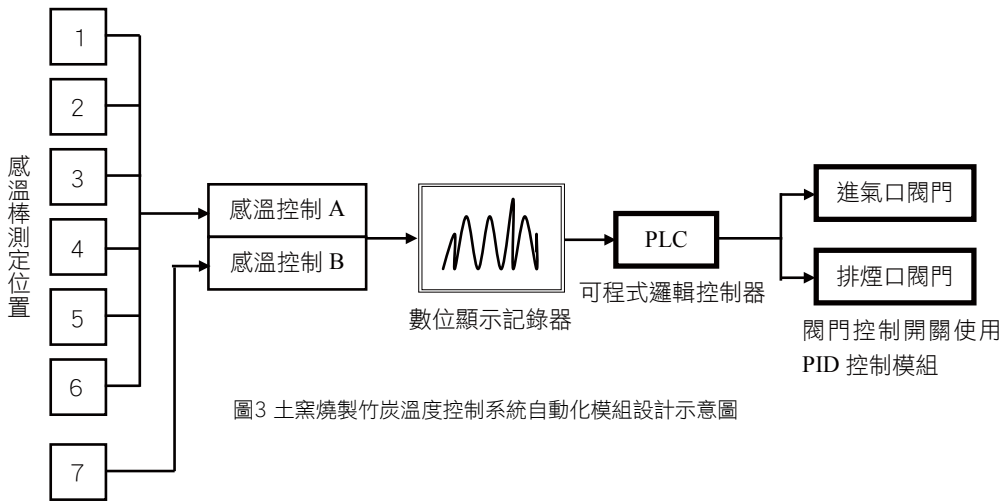 感溫棒測定位置
1
2
3
4
5
6
7
感溫控制 A
感溫控制 B
數位顯示記錄器
PLC
可程式邏輯控制器
進氣口閥門
排煙口閥門
閥門控制開關使用
PID 控制模組
圖3 土窯燒製竹炭溫度控制系統自動化模組設計示意圖